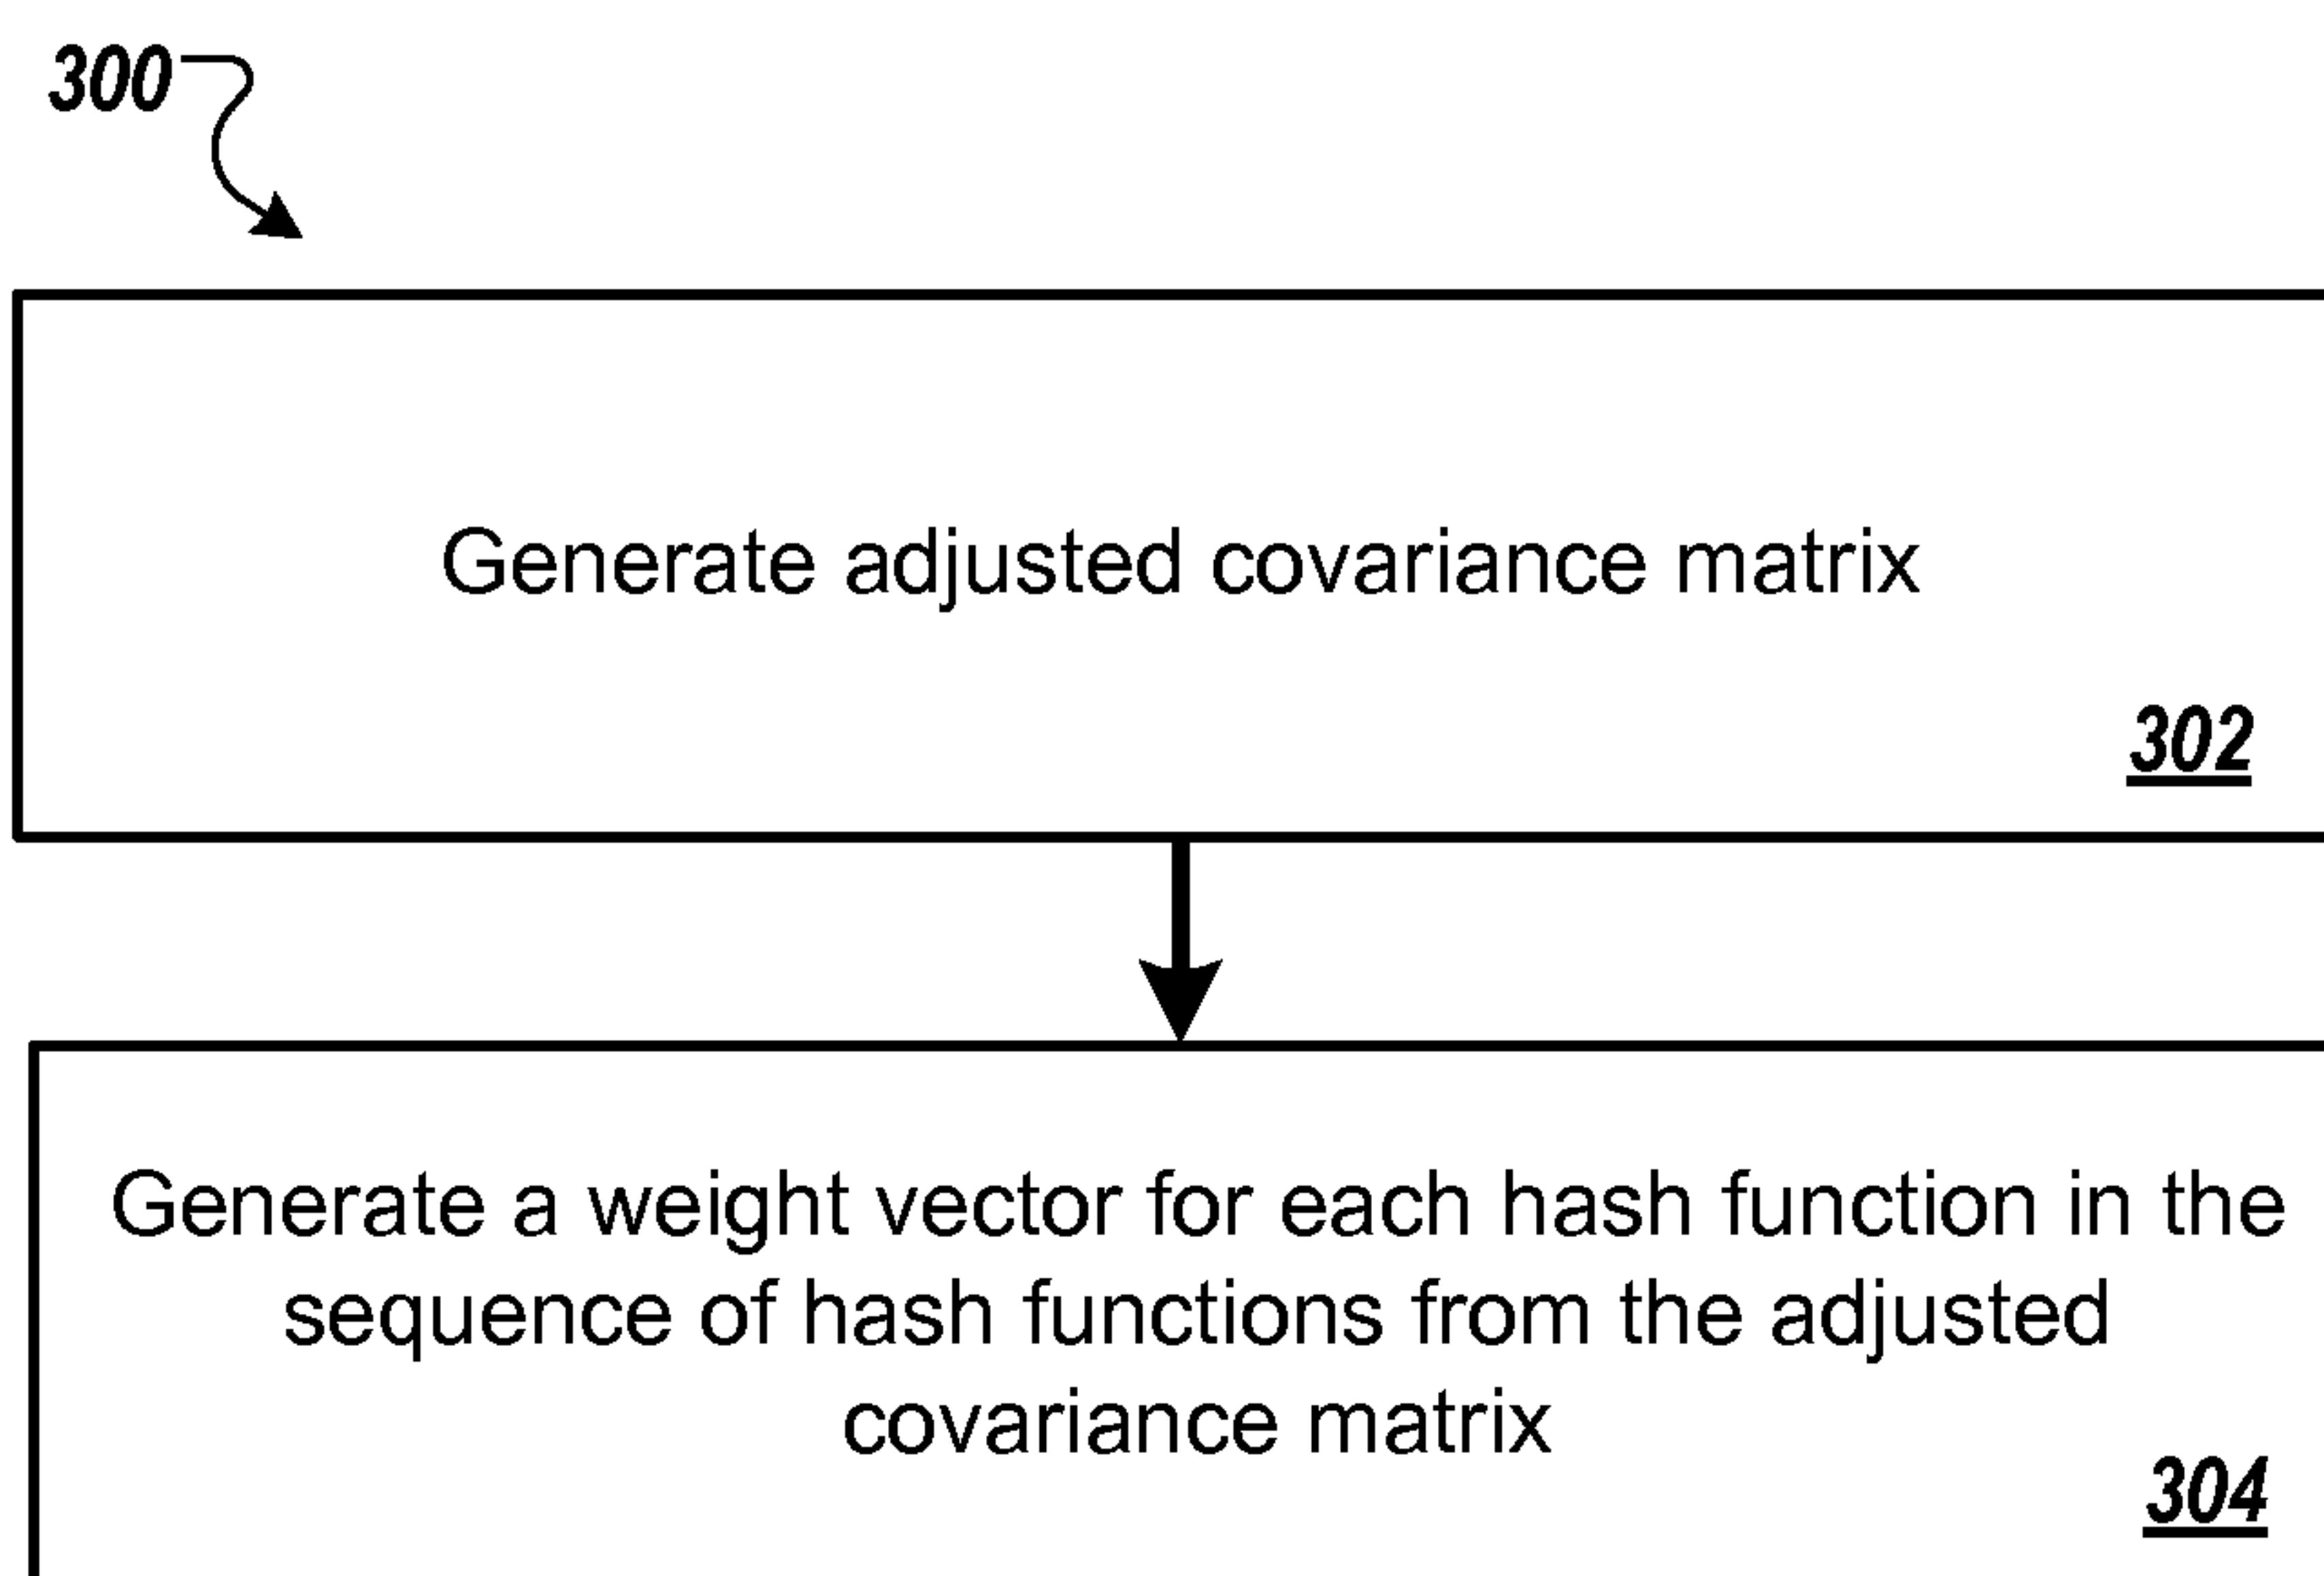 300
Generate adjusted covariance matrix
302
Generate a weight vector for each hash function in the
sequence of hash functions from the adjusted
covariance matrix
304